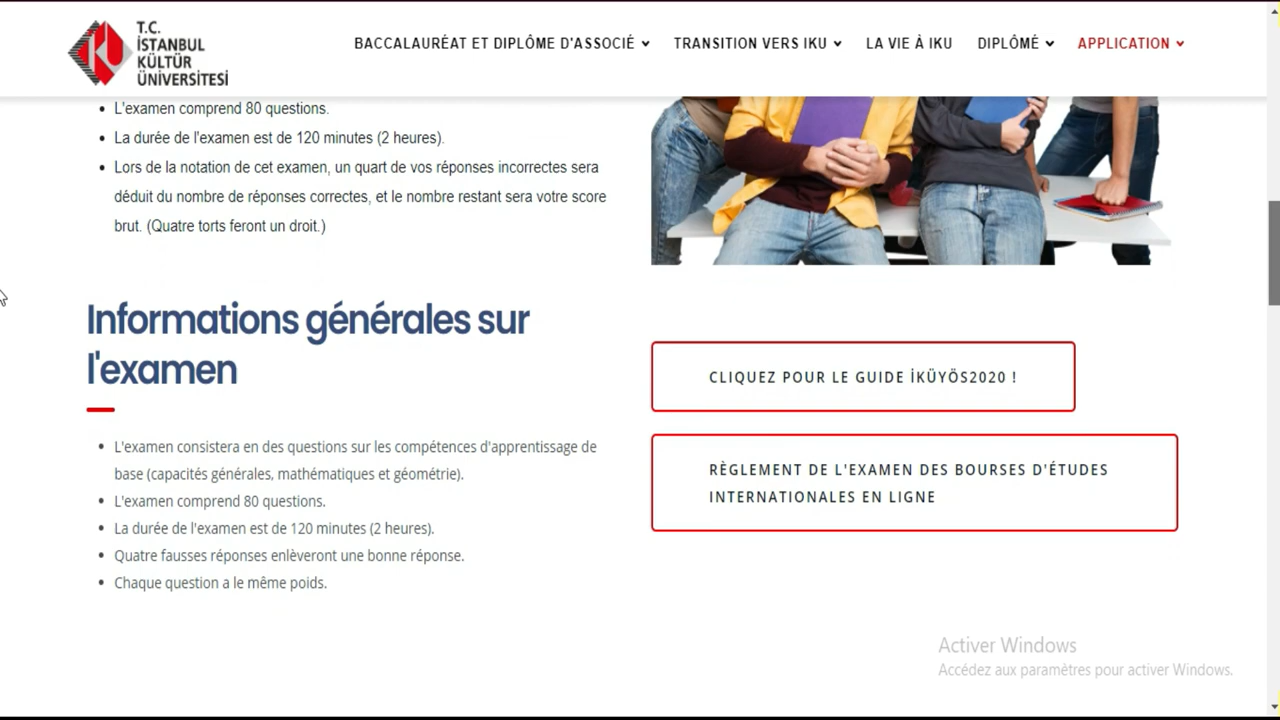 T.C.
İSTANBUL
KÜLTÜR
ÜNİVERSİTESİ
BACCALAURÉAT ET DIPLÔME D'ASSOCIÉ
TRANSITION VERS IKU
LA VIE À IKU
DIPLÔMÉ
APPLICATION
L'examen comprend 80 questions.
La durée de l'examen est de 120 minutes (2 heures).
Lors de la notation de cet examen, un quart de vos réponses incorrectes sera
déduit du nombre de réponses correctes, et le nombre restant sera votre score
brut. (Quatre torts feront un droit.)
Informations générales sur
l'examen
L'examen consistera en des questions sur les compétences d'apprentissage de
base (capacités générales, mathématiques et géométrie).
L'examen comprend 80 questions.
La durée de l'examen est de 120 minutes (2 heures).
Quatre fausses réponses enlèveront une bonne réponse.
Chaque question a le même poids.
CLIQUEZ POUR LE GUIDE İKÜYÖS2020 !
RÈGLEMENT DE L'EXAMEN DES BOURSES D'ÉTUDES
INTERNATIONALES EN LIGNE
Activer Windows
Accédez aux paramètres pour activer Windows.